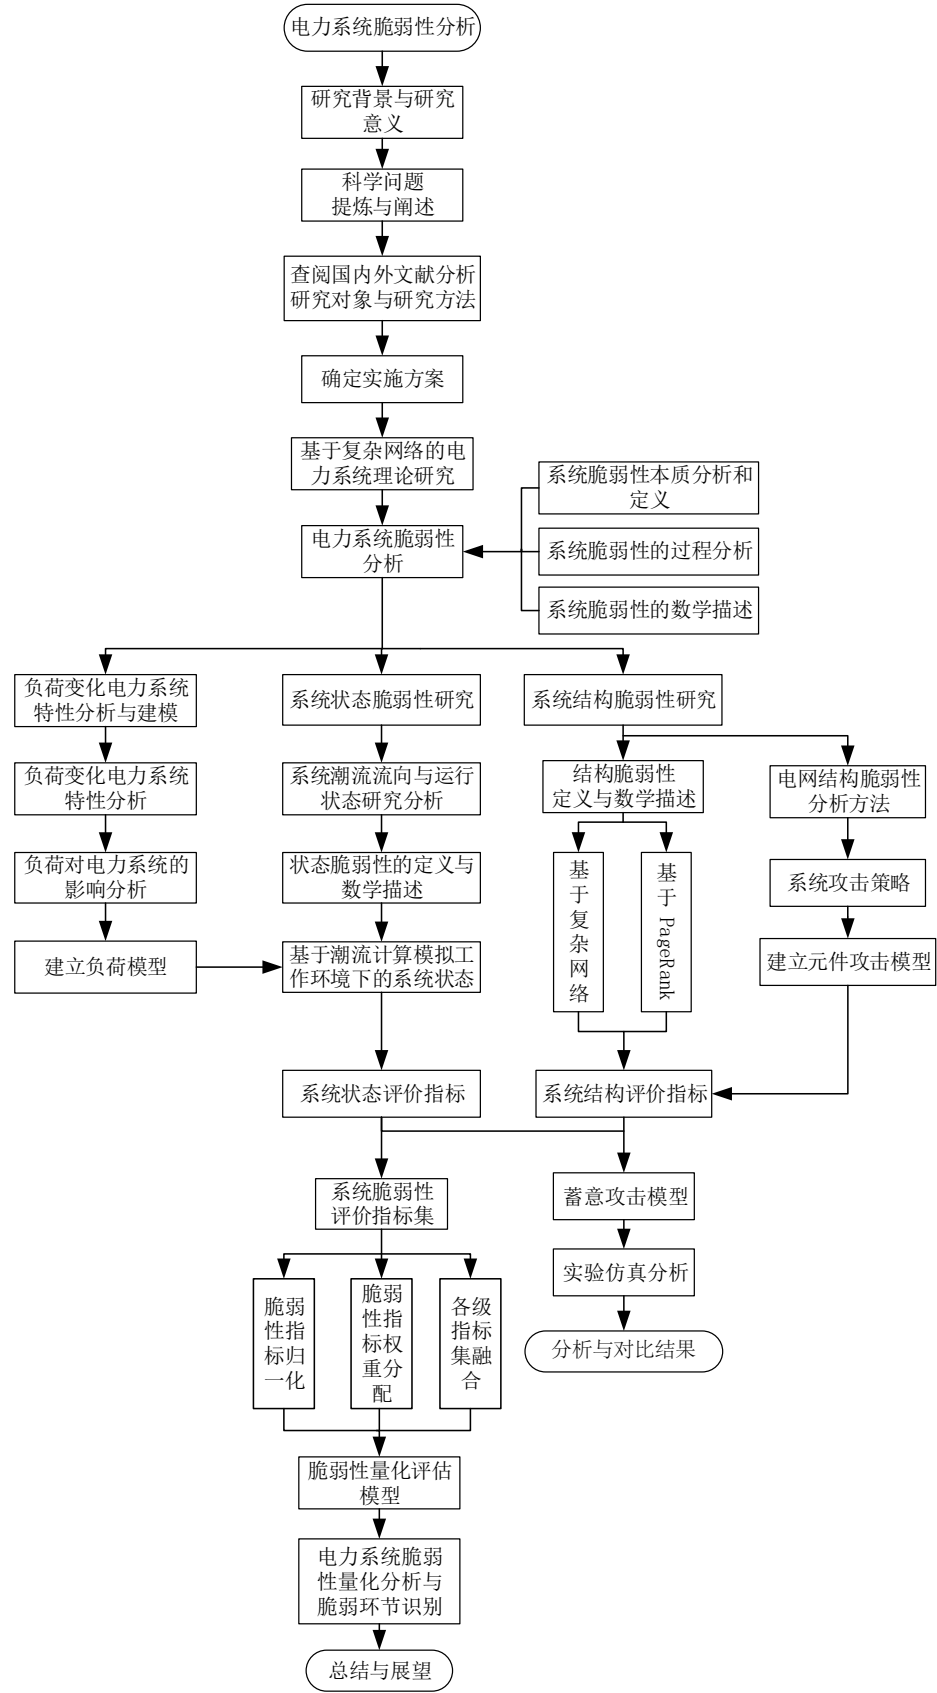 电力系统脆弱性分析
研究背景与研究
意义
科学问题
提炼与阐述
查阅国内外文献分析
研究对象与研究方法
确定实施方案
基于复杂网络的电
力系统理论研究
系统脆弱性本质分析和
定义
电力系统脆弱性
分析
系统脆弱性的过程分析
系统脆弱性的数学描述
负荷变化电力系统
特性分析与建模
系统状态脆弱性研究
系统结构脆弱性研究
负荷变化电力系统
特性分析
系统潮流流向与运行
状态研究分析
结构脆弱性
定义与数学描述
电网结构脆弱性
分析方法
负荷对电力系统的
影响分析
状态脆弱性的定义与
数学描述
基于复杂网络
基于 PageRank
系统攻击策略
建立负荷模型
基于潮流计算模拟工
作环境下的系统状态
建立元件攻击模型
系统状态评价指标
系统结构评价指标
系统脆弱性
评价指标集
蓄意攻击模型
实验仿真分析
脆弱
性指
标归
一化
脆弱
性指
标权
重分
配
各级
指标
集融
合
分析与对比结果
脆弱性量化评估
模型
电力系统脆弱
性量化分析与
脆弱环节识别
总结与展望